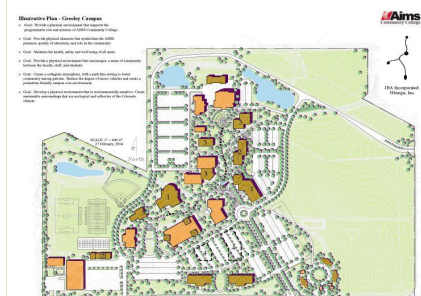 Illustrative Plan - Greeley Campus
Goal: Provide a physical environment that supports the
programmatic role and mission of AIMS Community College.
Goal: Provide physical character that symbolizes the AIMS
presence, quality of education, and role in the community.
Goal: Maintain the health, safety and well being of all users.
Goal: Provide a physical environment that encourages a sense of community
between the faculty, staff, and students.
Goal: Create a collegiate atmosphere, with a park-like setting to foster
community among patrons. Reduce the impact of motor vehicles and create a
pedestrian friendly campus core environment.
Goal: Develop a physical environment that is environmentally sensitive. Create
sustainable surroundings that are ecological and reflective of the Colorado
climate.
Aims
Community College
IBA Incorporated
SDesign, Inc.
SCALE: 1" = 400'-0"
27 February, 2004
North